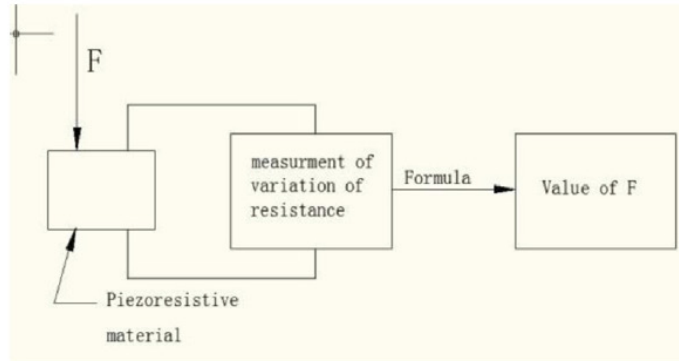 F
measurment of
variation of
resistance
Formula
Value of F
Piezoresistive
material